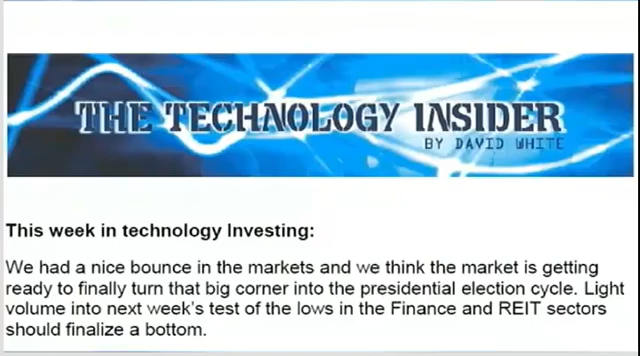 THE TECHNOLOGY INSIDER
BY DAVID WHITE
This week in technology Investing:
We had a nice bounce in the markets and we think the market is getting
ready to finally turn that big corner into the presidential election cycle. Light
volume into next week's test of the lows in the Finance and REIT sectors
should finalize a bottom.